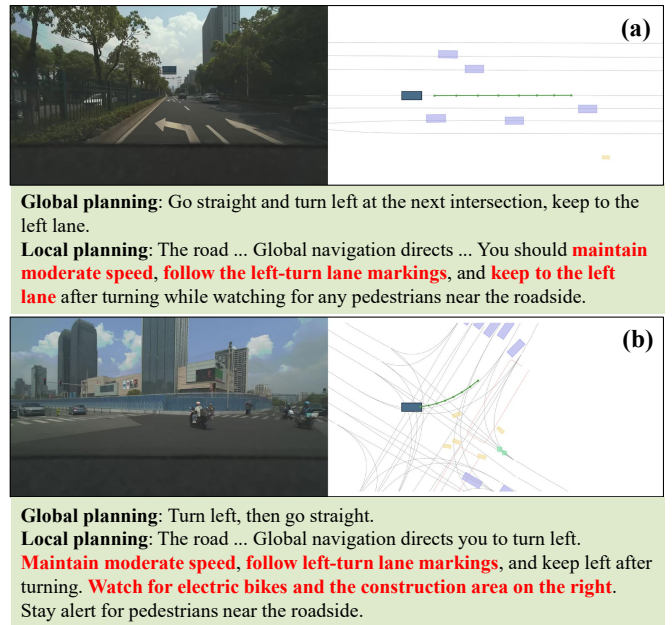 (a)
Global planning: Go straight and turn left at the next intersection, keep to the
left lane.
Local planning: The road ... Global navigation directs ... You should maintain
moderate speed, follow the left-turn lane markings, and keep to the left
lane after turning while watching for any pedestrians near the roadside.
(b)
Global planning: Turn left, then go straight.
Local planning: The road ... Global navigation directs you to turn left.
Maintain moderate speed, follow left-turn lane markings, and keep left after
turning. Watch for electric bikes and the construction area on the right.
Stay alert for pedestrians near the roadside.